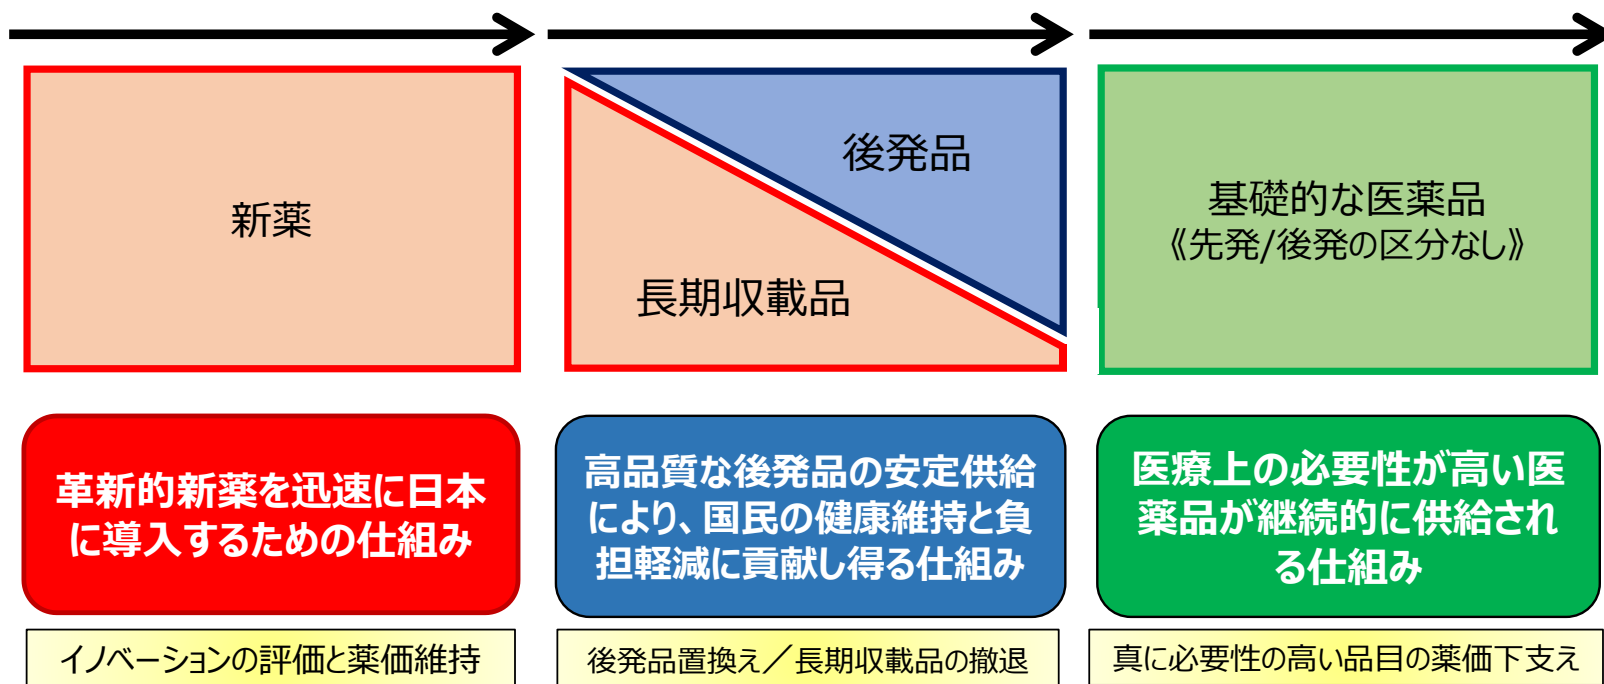 新薬
後発品
長期収載品
基礎的な医薬品
《先発/後発の区分なし》
革新的新薬を迅速に日本
に導入するための仕組み
高品質な後発品の安定供給
により、国民の健康維持と負
担軽減に貢献し得る仕組み
医療上の必要性が高い医
薬品が継続的に供給され
る仕組み
イノベーションの評価と薬価維持
後発品置換え／長期収載品の撤退
真に必要性の高い品目の薬価下支え